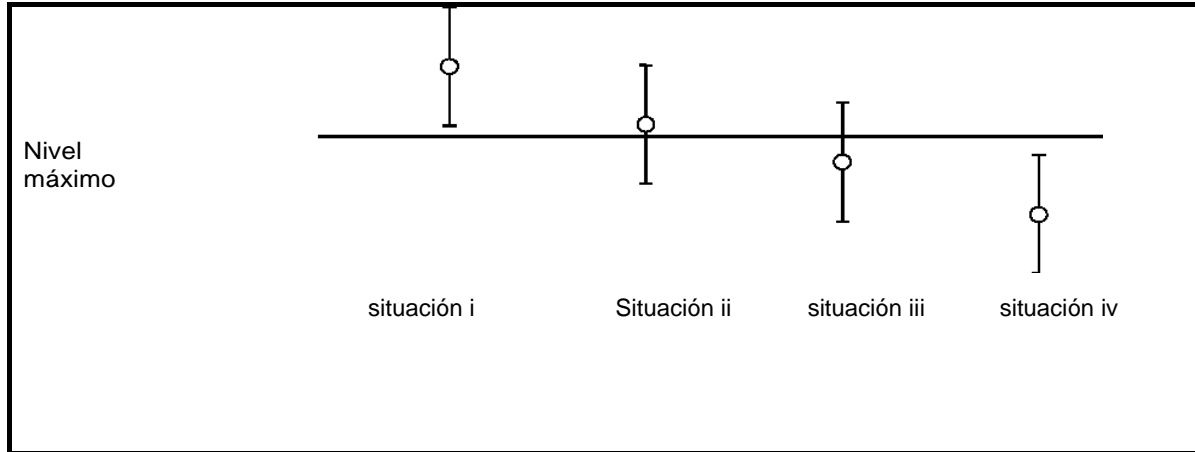 Nivel
máximo
situación i
Situación ii
situación iii
situación iv